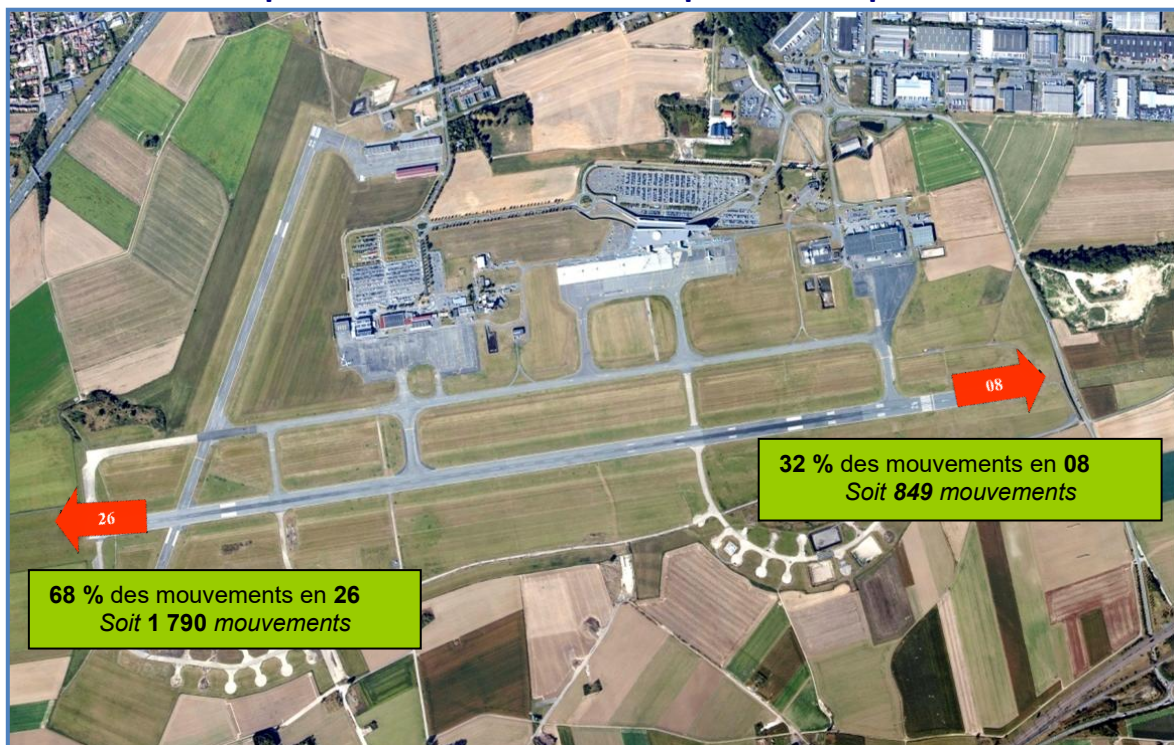 08
32 % des mouvements en 08
Soit 849 mouvements
26
68 % des mouvements en 26
Soit 1 790 mouvements